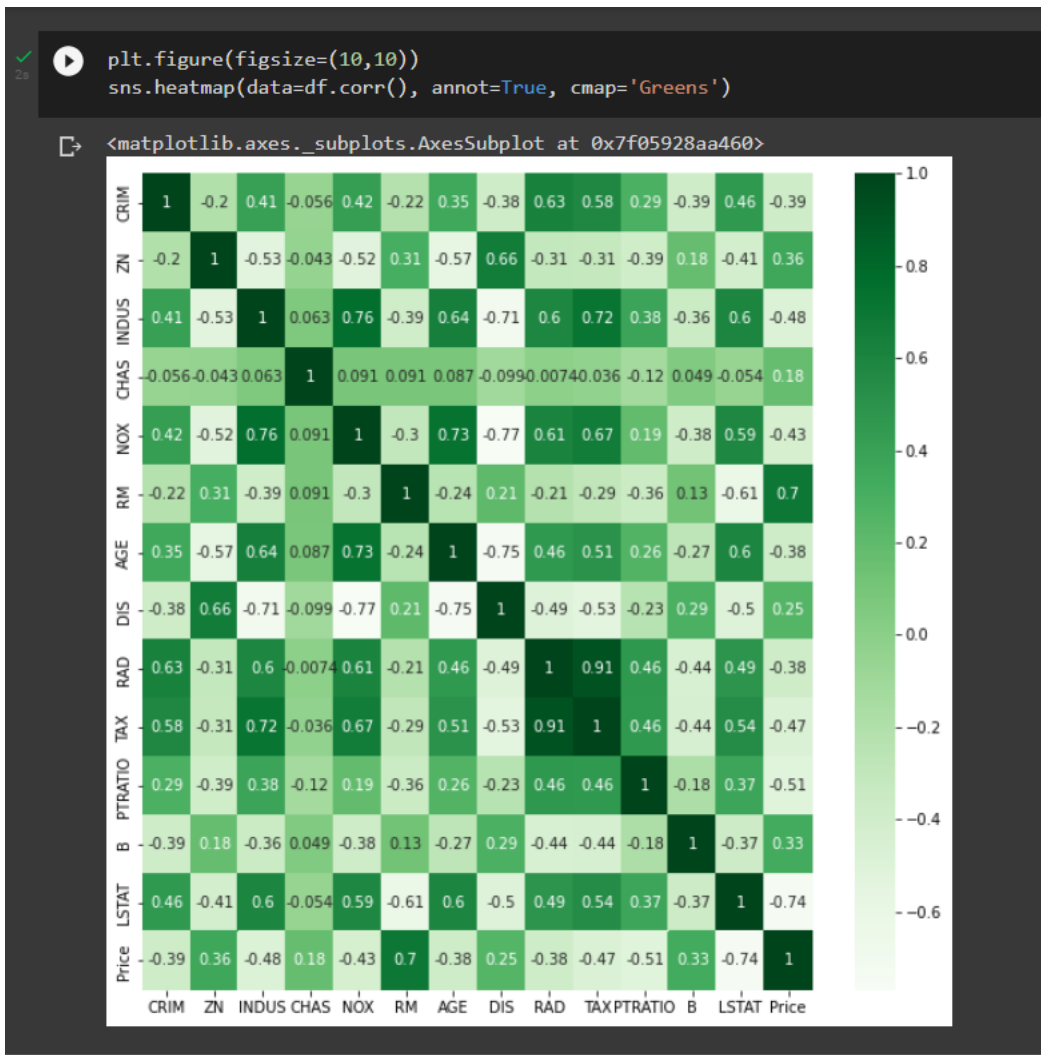 plt.figure(figsize=(10,10))
2s
sns.heatmap(data=df.corr(), annot=True, cmap='Greens')
<matplotlib.axes._subplots.AxesSubplot at 0x7f05928aa460>
CRIM 1 -0.2 0.41 -0.056 0.42 -0.22 0.35 -0.38 0.63 0.58 0.29 -0.39 0.46 -0.39
ZN -0.2 1 -0.53 -0.043 -0.52 0.31 -0.57 0.66 -0.31 -0.31 -0.39 0.18 -0.41 0.36
INDUS 0.41 -0.53 1 0.063 0.76 -0.39 0.64 -0.71 0.6 0.72 0.38 -0.36 0.6 -0.48
CHAS -0.056 -0.043 0.063 1 0.091 0.091 0.087 -0.099 -0.0074 -0.036 -0.12 0.049 -0.054 0.18
NOX 0.42 -0.52 0.76 0.091 1 -0.3 0.73 -0.77 0.61 0.67 0.19 -0.38 0.59 -0.43
RM -0.22 0.31 -0.39 0.091 -0.3 1 -0.24 0.21 -0.21 -0.29 -0.36 0.13 -0.61 0.7
AGE 0.35 -0.57 0.64 0.087 0.73 -0.24 1 -0.75 0.46 0.51 0.26 -0.27 0.6 -0.38
DIS -0.38 0.66 -0.71 -0.099 -0.77 0.21 -0.75 1 -0.49 -0.53 -0.23 0.29 -0.5 0.25
RAD 0.63 -0.31 0.6 -0.0074 0.61 -0.21 0.46 -0.49 1 0.91 0.46 -0.44 0.49 -0.38
TAX 0.58 -0.31 0.72 -0.036 0.67 -0.29 0.51 -0.53 0.91 1 0.46 -0.44 0.54 -0.47
PTRATIO 0.29 -0.39 0.38 -0.12 0.19 -0.36 0.26 -0.23 0.46 0.46 1 -0.18 0.37 -0.51
B -0.39 0.18 -0.36 0.049 -0.38 0.13 -0.27 0.29 -0.44 -0.44 -0.18 1 -0.37 0.33
LSTAT 0.46 -0.41 0.6 -0.054 0.59 -0.61 0.6 -0.5 0.49 0.54 0.37 -0.37 1 -0.74
Price -0.39 0.36 -0.48 0.18 -0.43 0.7 -0.38 0.25 -0.38 -0.47 -0.51 0.33 -0.74 1
CRIM ZN INDUS CHAS NOX RM AGE DIS RAD TAX PTRATIO B LSTAT Price
1.0
0.8
0.6
0.4
0.2
0.0
-0.2
-0.4
-0.6